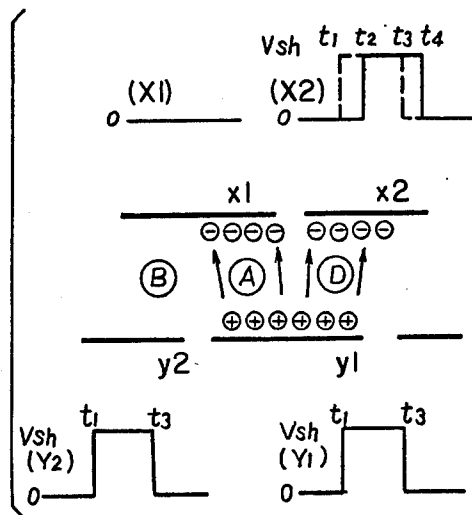 Vsh t₁ t₂ t₃ t₄
(X1) (X2)
0 0
x1 x2
⊖⊖⊖⊖ ⊖⊖⊖⊖
Ⓑ Ⓐ Ⓓ
⊕⊕⊕⊕⊕⊕
y2 y1
t₁ t₃ t₁ t₃
Vsh Vsh
(Y2) (Y1)
0 0